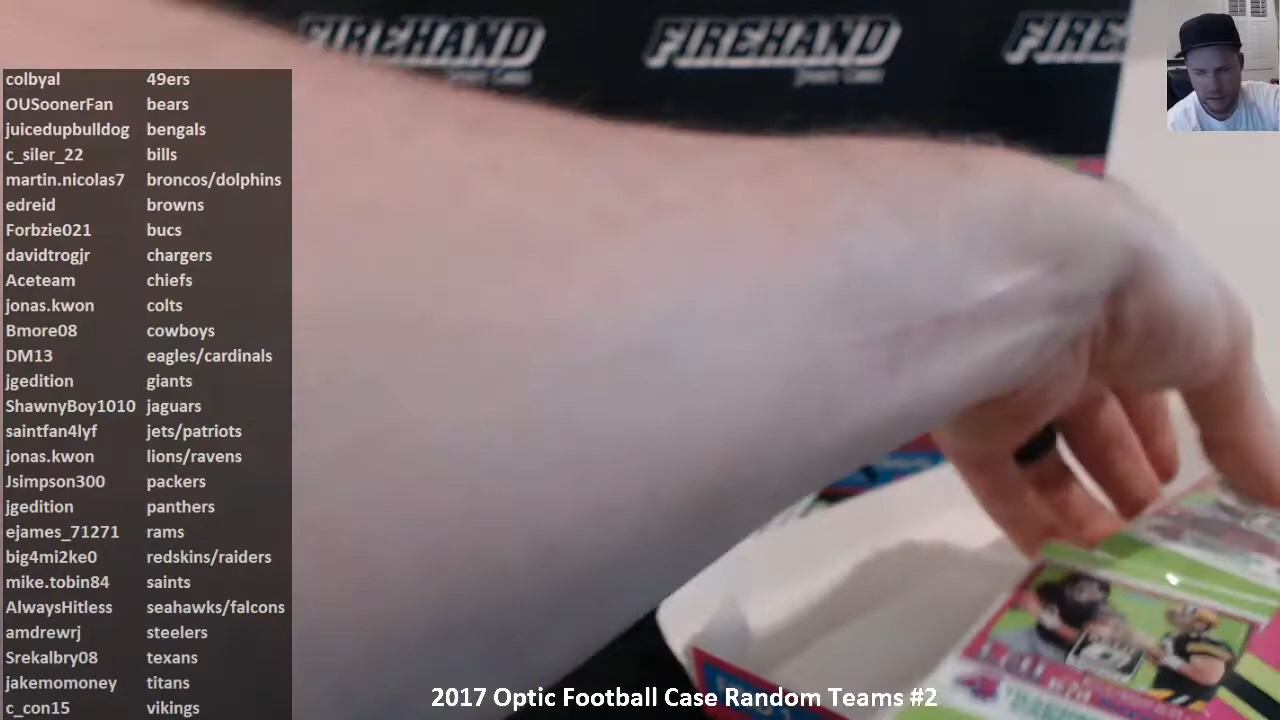 FIREHAND FIREHAND FIRE
colbyal 49ers
OUSoonerFan bears
juicedupbulldog bengals
c_siler_22 bills
martin.nicolas7 broncos/dolphins
edreid browns
Forbzie021 bucs
davidtrogjr chargers
Aceteam chiefs
jonas.kwon colts
Bmore08 cowboys
DM13 eagles/cardinals
jgedition giants
ShawnyBoy1010 jaguars
saintfan4lyf jets/patriots
jonas.kwon lions/ravens
Jsimpson300 packers
jgedition panthers
ejames_71271 rams
big4mi2ke0 redskins/raiders
mike.tobin84 saints
AlwaysHitless seahawks/falcons
amdrewrj steelers
Srekalbry08 texans
jakemomoney titans
c_con15 vikings
2017 Optic Football Case Random Teams #2